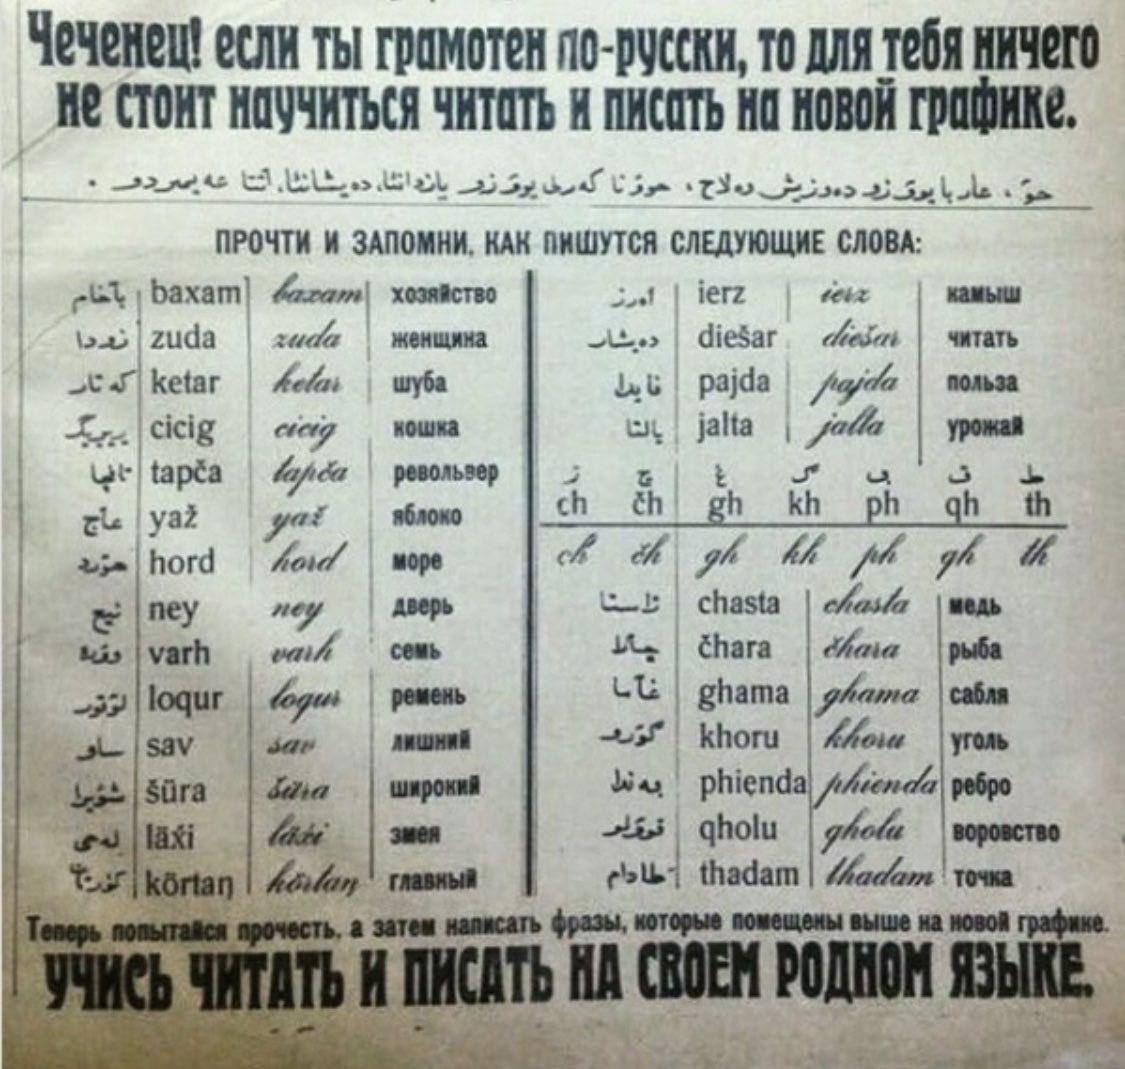 Чеченец! если ты грамотен по-русски, то для тебя ничего
не стоит научиться читать и писать на новой графике.
ПРОЧТИ И ЗАПОМНИ, КАК ПИШУТСЯ СЛЕДУЮЩИЕ СЛОВА:
baxam baxam хозяйство
zuda zuda женщина
ketar ketar шуба
cicig cicig кошка
tapča tapča револьвер
yaž yaž яблоко
hord hord море
ney ney дверь
varh varh семь
loqur loqur ремень
ساو sav sav лишний
šüra šüra широкий
läẋi läẋi змея
körtaŋ körtaŋ главный
ierz ierz камыш
diešar diešar читать
pajda pajda польза
يالتا jalta jalta урожай
ch čh gh kh ph qh th
ch čh gh kh ph qh th
chasta chasta медь
čhara čhara рыба
ghama ghama сабля
khoru khoru уголь
phienda phienda ребро
qholu qholu воровство
thadam thadam точка
Теперь попытайся прочесть, а затем написать фразы, которые помещены выше на новой графике.
УЧИСЬ ЧИТАТЬ И ПИСАТЬ НА СВОЕМ РОДНОМ ЯЗЫКЕ.